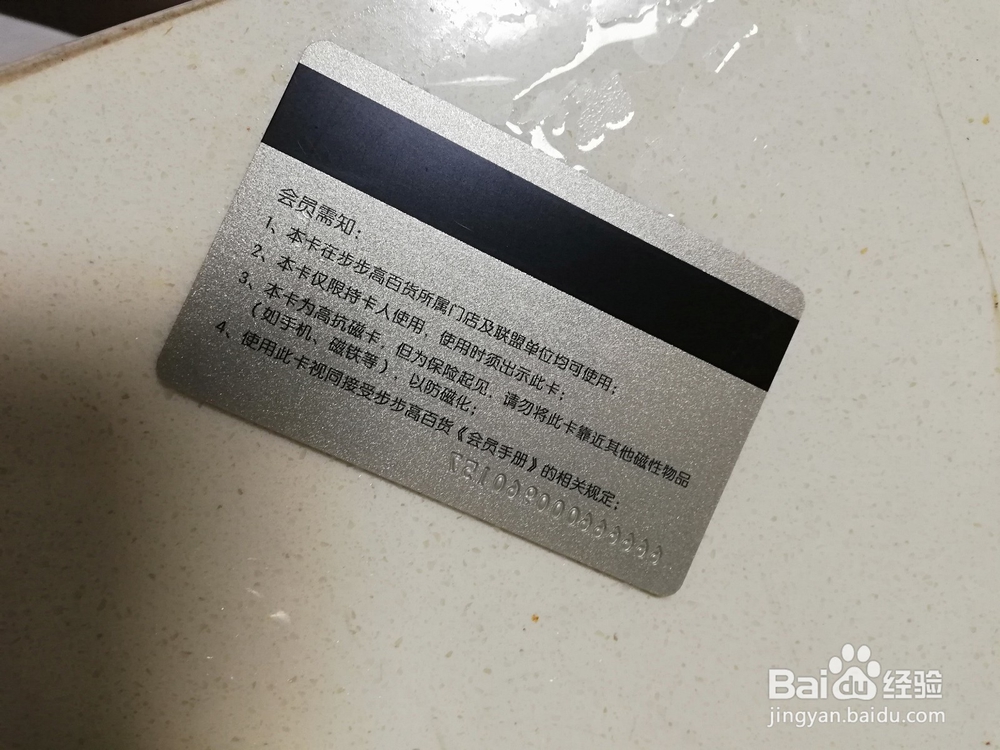 会员需知：
1、本卡在步步高百货所属门店及联盟单位均可使用；
2、本卡仅限持卡人使用，使用时须出示此卡；
3、本卡为高抗磁卡，但为保险起见，请勿将此卡靠近其他磁性物品
（如手机、磁铁等），以防磁化；
4、使用此卡视同接受步步高百货《会员手册》的相关规定；
Baidu经验
jingyan.baidu.com